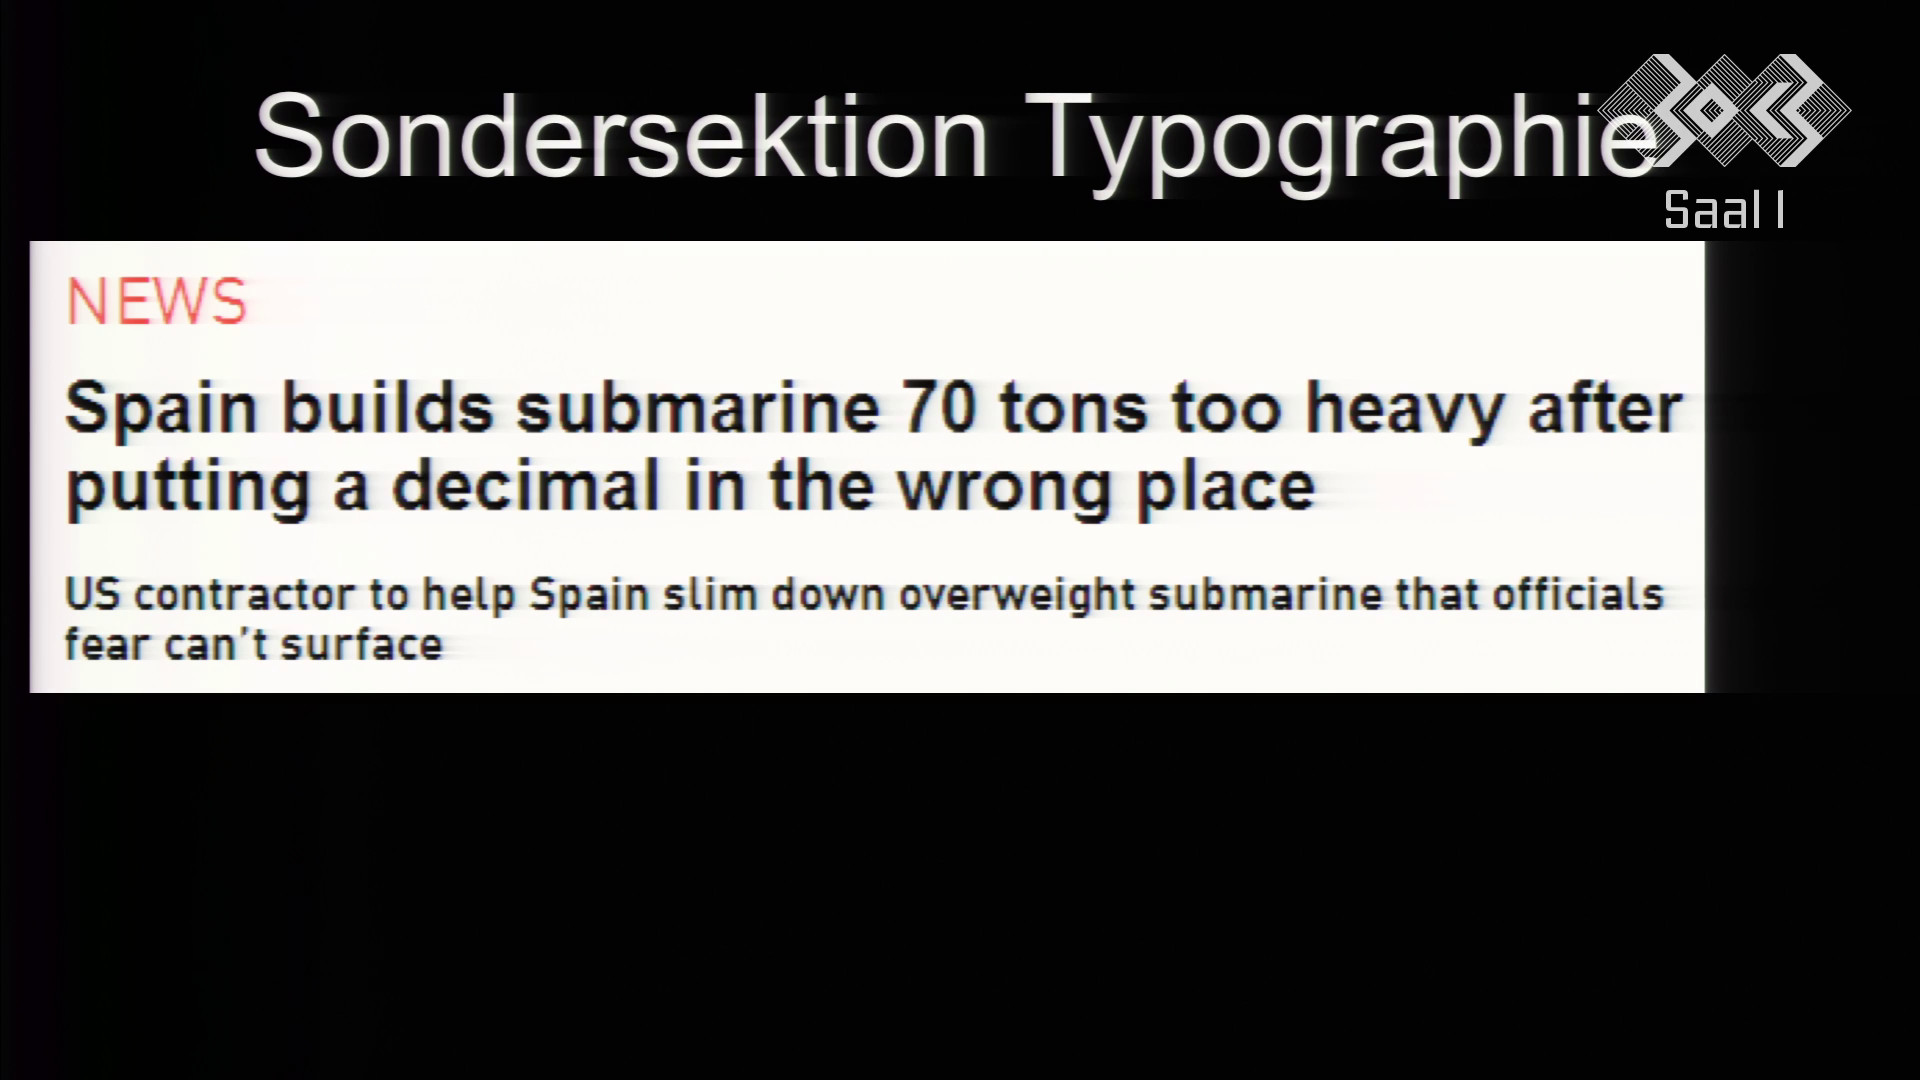 Sondersektion Typographie
Saal 1
NEWS
Spain builds submarine 70 tons too heavy after
putting a decimal in the wrong place
US contractor to help Spain slim down overweight submarine that officials
fear can't surface